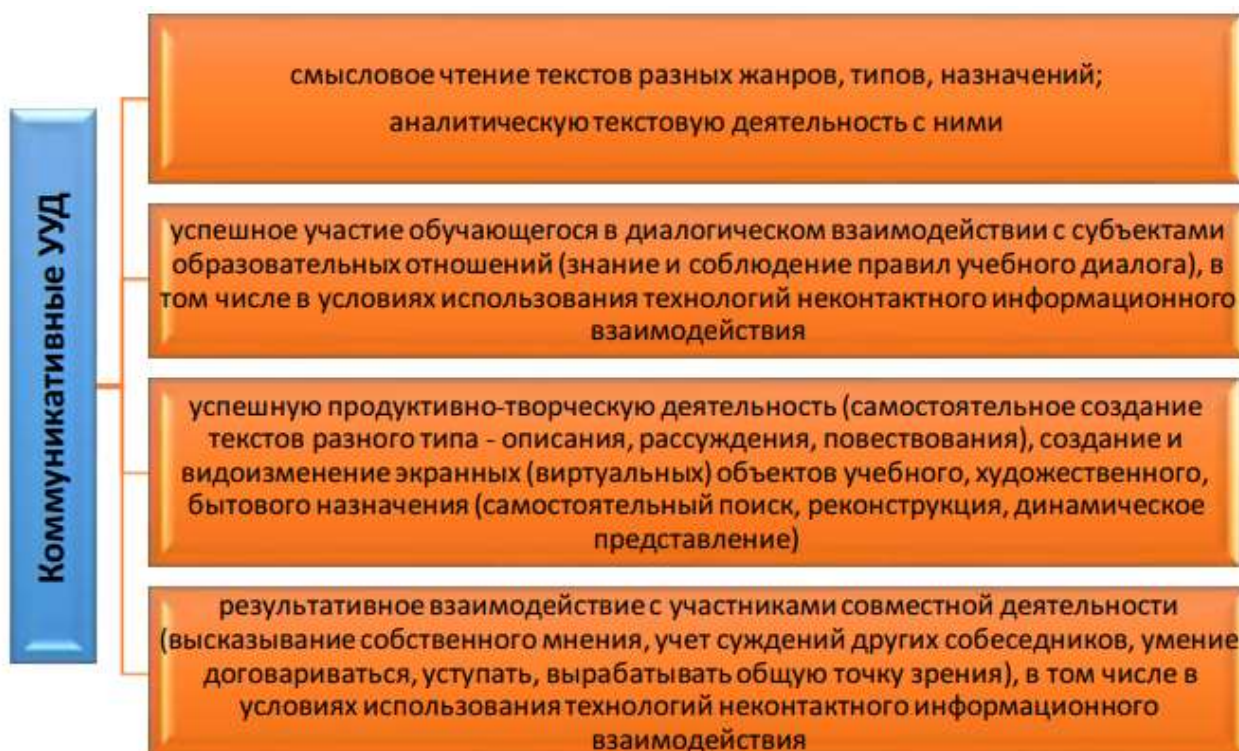 Коммуникативные УУД
смысловое чтение текстов разных жанров, типов, назначений;
аналитическую текстовую деятельность с ними
успешное участие обучающегося в диалогическом взаимодействии с субъектами
образовательных отношений (знание и соблюдение правил учебного диалога), в
том числе в условиях использования технологий неконтактного информационного
взаимодействия
успешную продуктивно-творческую деятельность (самостоятельное создание
текстов разного типа - описания, рассуждения, повествования), создание и
видоизменение экранных (виртуальных) объектов учебного, художественного,
бытового назначения (самостоятельный поиск, реконструкция, динамическое
представление)
результативное взаимодействие с участниками совместной деятельности
(высказывание собственного мнения, учет суждений других собеседников, умение
договариваться, уступать, вырабатывать общую точку зрения), в том числе в
условиях использования технологий неконтактного информационного
взаимодействия